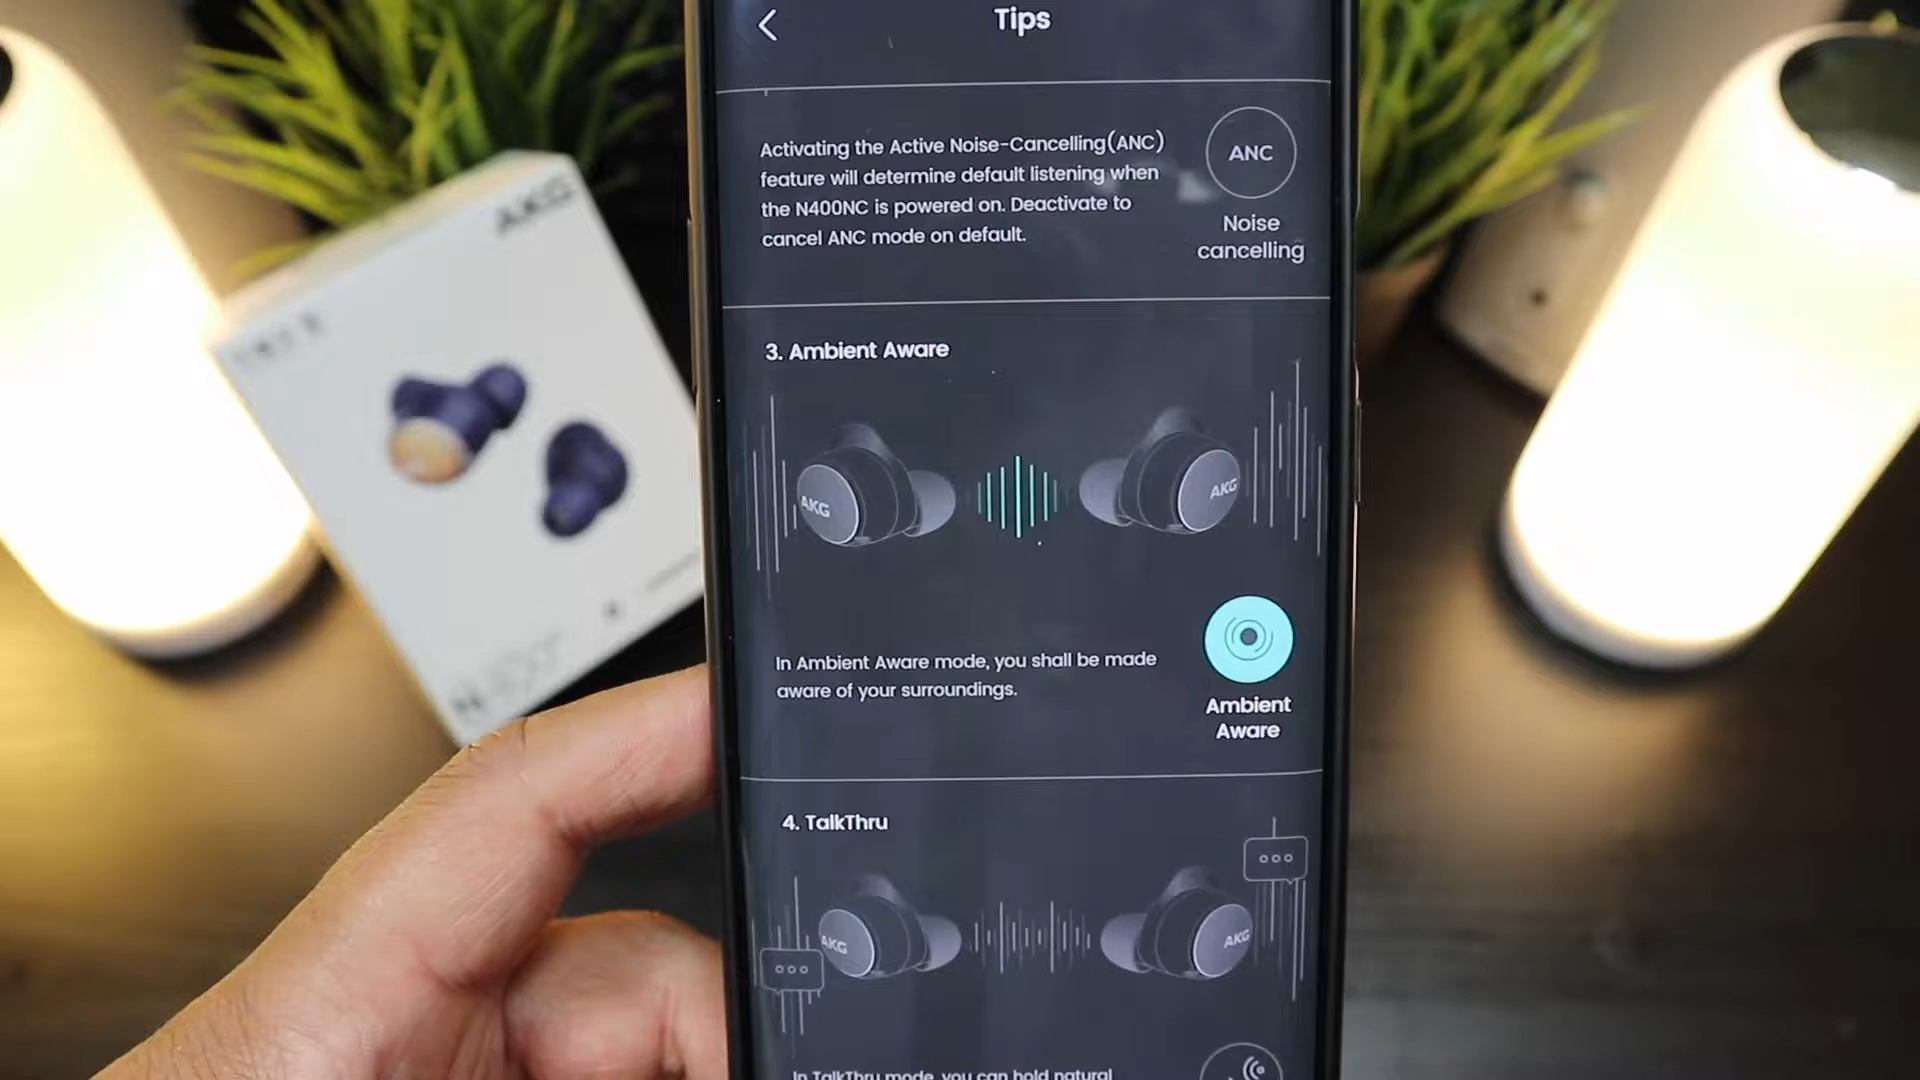 Tips
Activating the Active Noise-Cancelling(ANC)
feature will determine default listening when
the N400NC is powered on. Deactivate to
cancel ANC mode on default.
ANC
Noise
cancelling
3. Ambient Aware
AKG
AKG
In Ambient Aware mode, you shall be made
aware of your surroundings.
Ambient
Aware
4. TalkThru
AKG
AKG
In TalkThru mode, you can hold natural
AKG